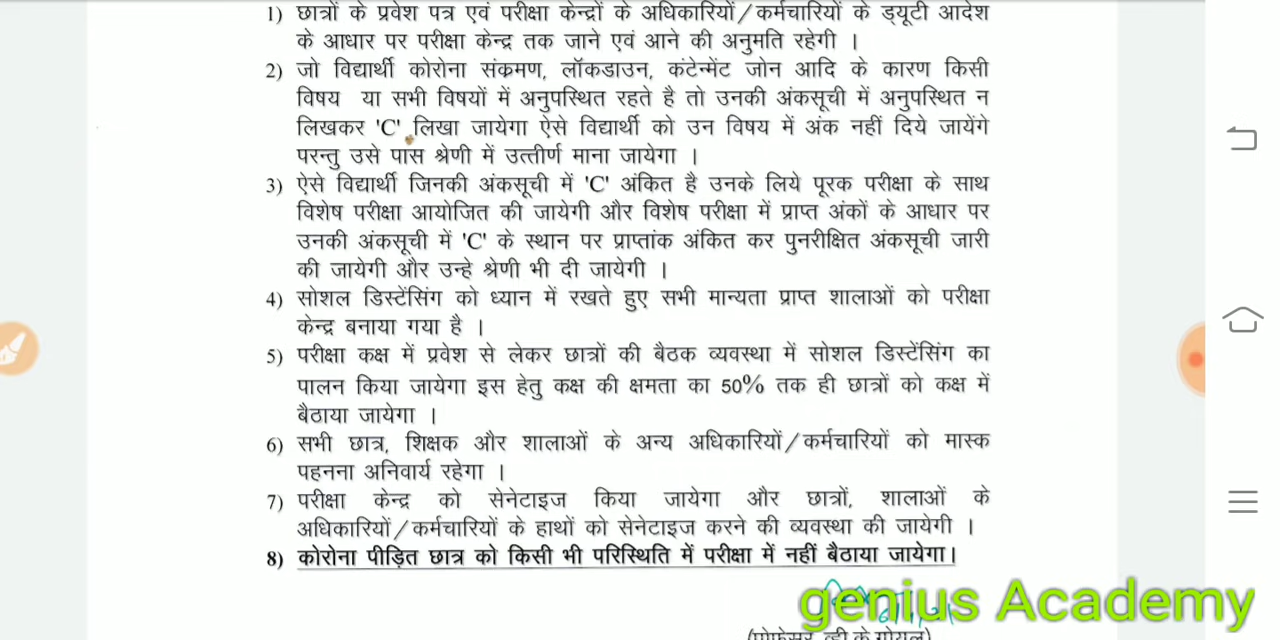 1) छात्रों के प्रवेश पत्र एवं परीक्षा केन्द्रों के अधिकारियों/कर्मचारियों के ड्यूटी आदेश
के आधार पर परीक्षा केन्द्र तक जाने एवं आने की अनुमति रहेगी ।
2) जो विद्यार्थी कोरोना संक्रमण, लॉकडाउन, कंटेन्मेंट जोन आदि के कारण किसी
विषय या सभी विषयों में अनुपस्थित रहते है तो उनकी अंकसूची में अनुपस्थित न
लिखकर 'C' लिखा जायेगा ऐसे विद्यार्थी को उन विषय में अंक नहीं दिये जायेंगे
परन्तु उसे पास श्रेणी में उत्तीर्ण माना जायेगा ।
3) ऐसे विद्यार्थी जिनकी अंकसूची में 'C' अंकित है उनके लिये पूरक परीक्षा के साथ
विशेष परीक्षा आयोजित की जायेगी और विशेष परीक्षा में प्राप्त अंकों के आधार पर
उनकी अंकसूची में 'C' के स्थान पर प्राप्तांक अंकित कर पुनरीक्षित अंकसूची जारी
की जायेगी और उन्हे श्रेणी भी दी जायेगी ।
4) सोशल डिस्टेंसिंग को ध्यान में रखते हुए सभी मान्यता प्राप्त शालाओं को परीक्षा
केन्द्र बनाया गया है ।
5) परीक्षा कक्ष में प्रवेश से लेकर छात्रों की बैठक व्यवस्था में सोशल डिस्टेंसिंग का
पालन किया जायेगा इस हेतु कक्ष की क्षमता का 50% तक ही छात्रों को कक्ष में
बैठाया जायेगा ।
6) सभी छात्र, शिक्षक और शालाओं के अन्य अधिकारियों/कर्मचारियों को मास्क
पहनना अनिवार्य रहेगा ।
7) परीक्षा केन्द्र को सेनेटाइज किया जायेगा और छात्रों, शालाओं के
अधिकारियों/कर्मचारियों के हाथों को सेनेटाइज करने की व्यवस्था की जायेगी ।
8) कोरोना पीड़ित छात्र को किसी भी परिस्थिति में परीक्षा में नहीं बैठाया जायेगा।
genius Academy
(प्रोफेसर व्ही.के.गोयल)